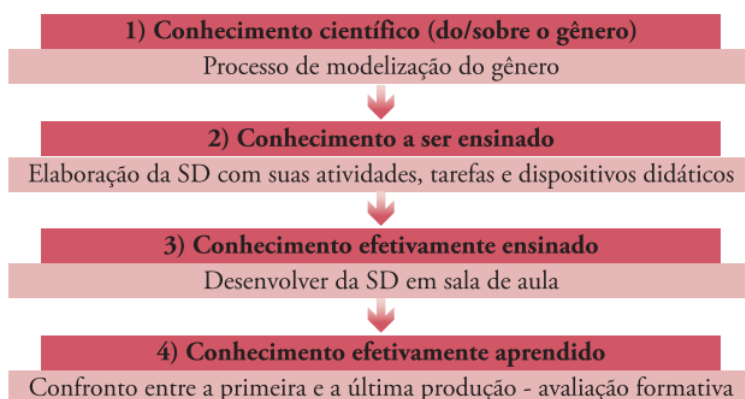 1) Conhecimento científico (do/sobre o gênero)
Processo de modelização do gênero
2) Conhecimento a ser ensinado
Elaboração da SD com suas atividades, tarefas e dispositivos didáticos
3) Conhecimento efetivamente ensinado
Desenvolver da SD em sala de aula
4) Conhecimento efetivamente aprendido
Confronto entre a primeira e a última produção - avaliação formativa